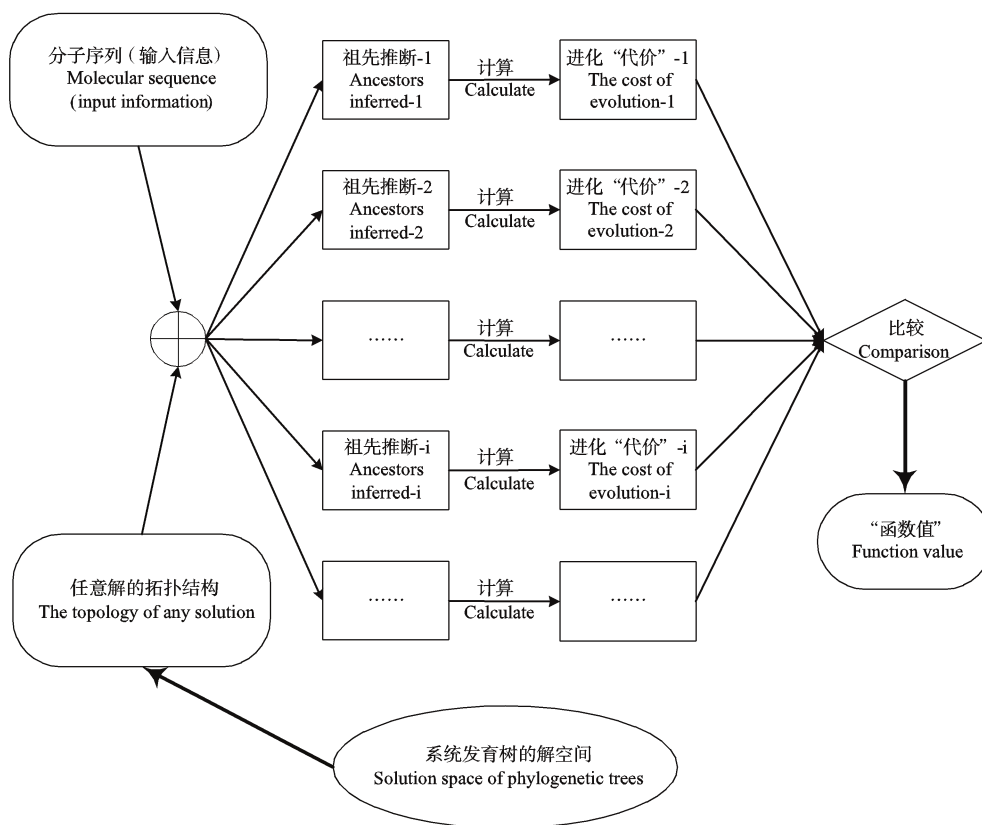 分子序列（输入信息）
Molecular sequence
(input information)
祖先推断-1
Ancestors
inferred-1
计算
Calculate
进化“代价”-1
The cost of
evolution-1
祖先推断-2
Ancestors
inferred-2
计算
Calculate
进化“代价”-2
The cost of
evolution-2
……
计算
Calculate
……
比较
Comparison
祖先推断-i
Ancestors
inferred-i
计算
Calculate
进化“代价”-i
The cost of
evolution-i
“函数值”
Function value
任意解的拓扑结构
The topology of any solution
……
计算
Calculate
……
系统发育树的解空间
Solution space of phylogenetic trees